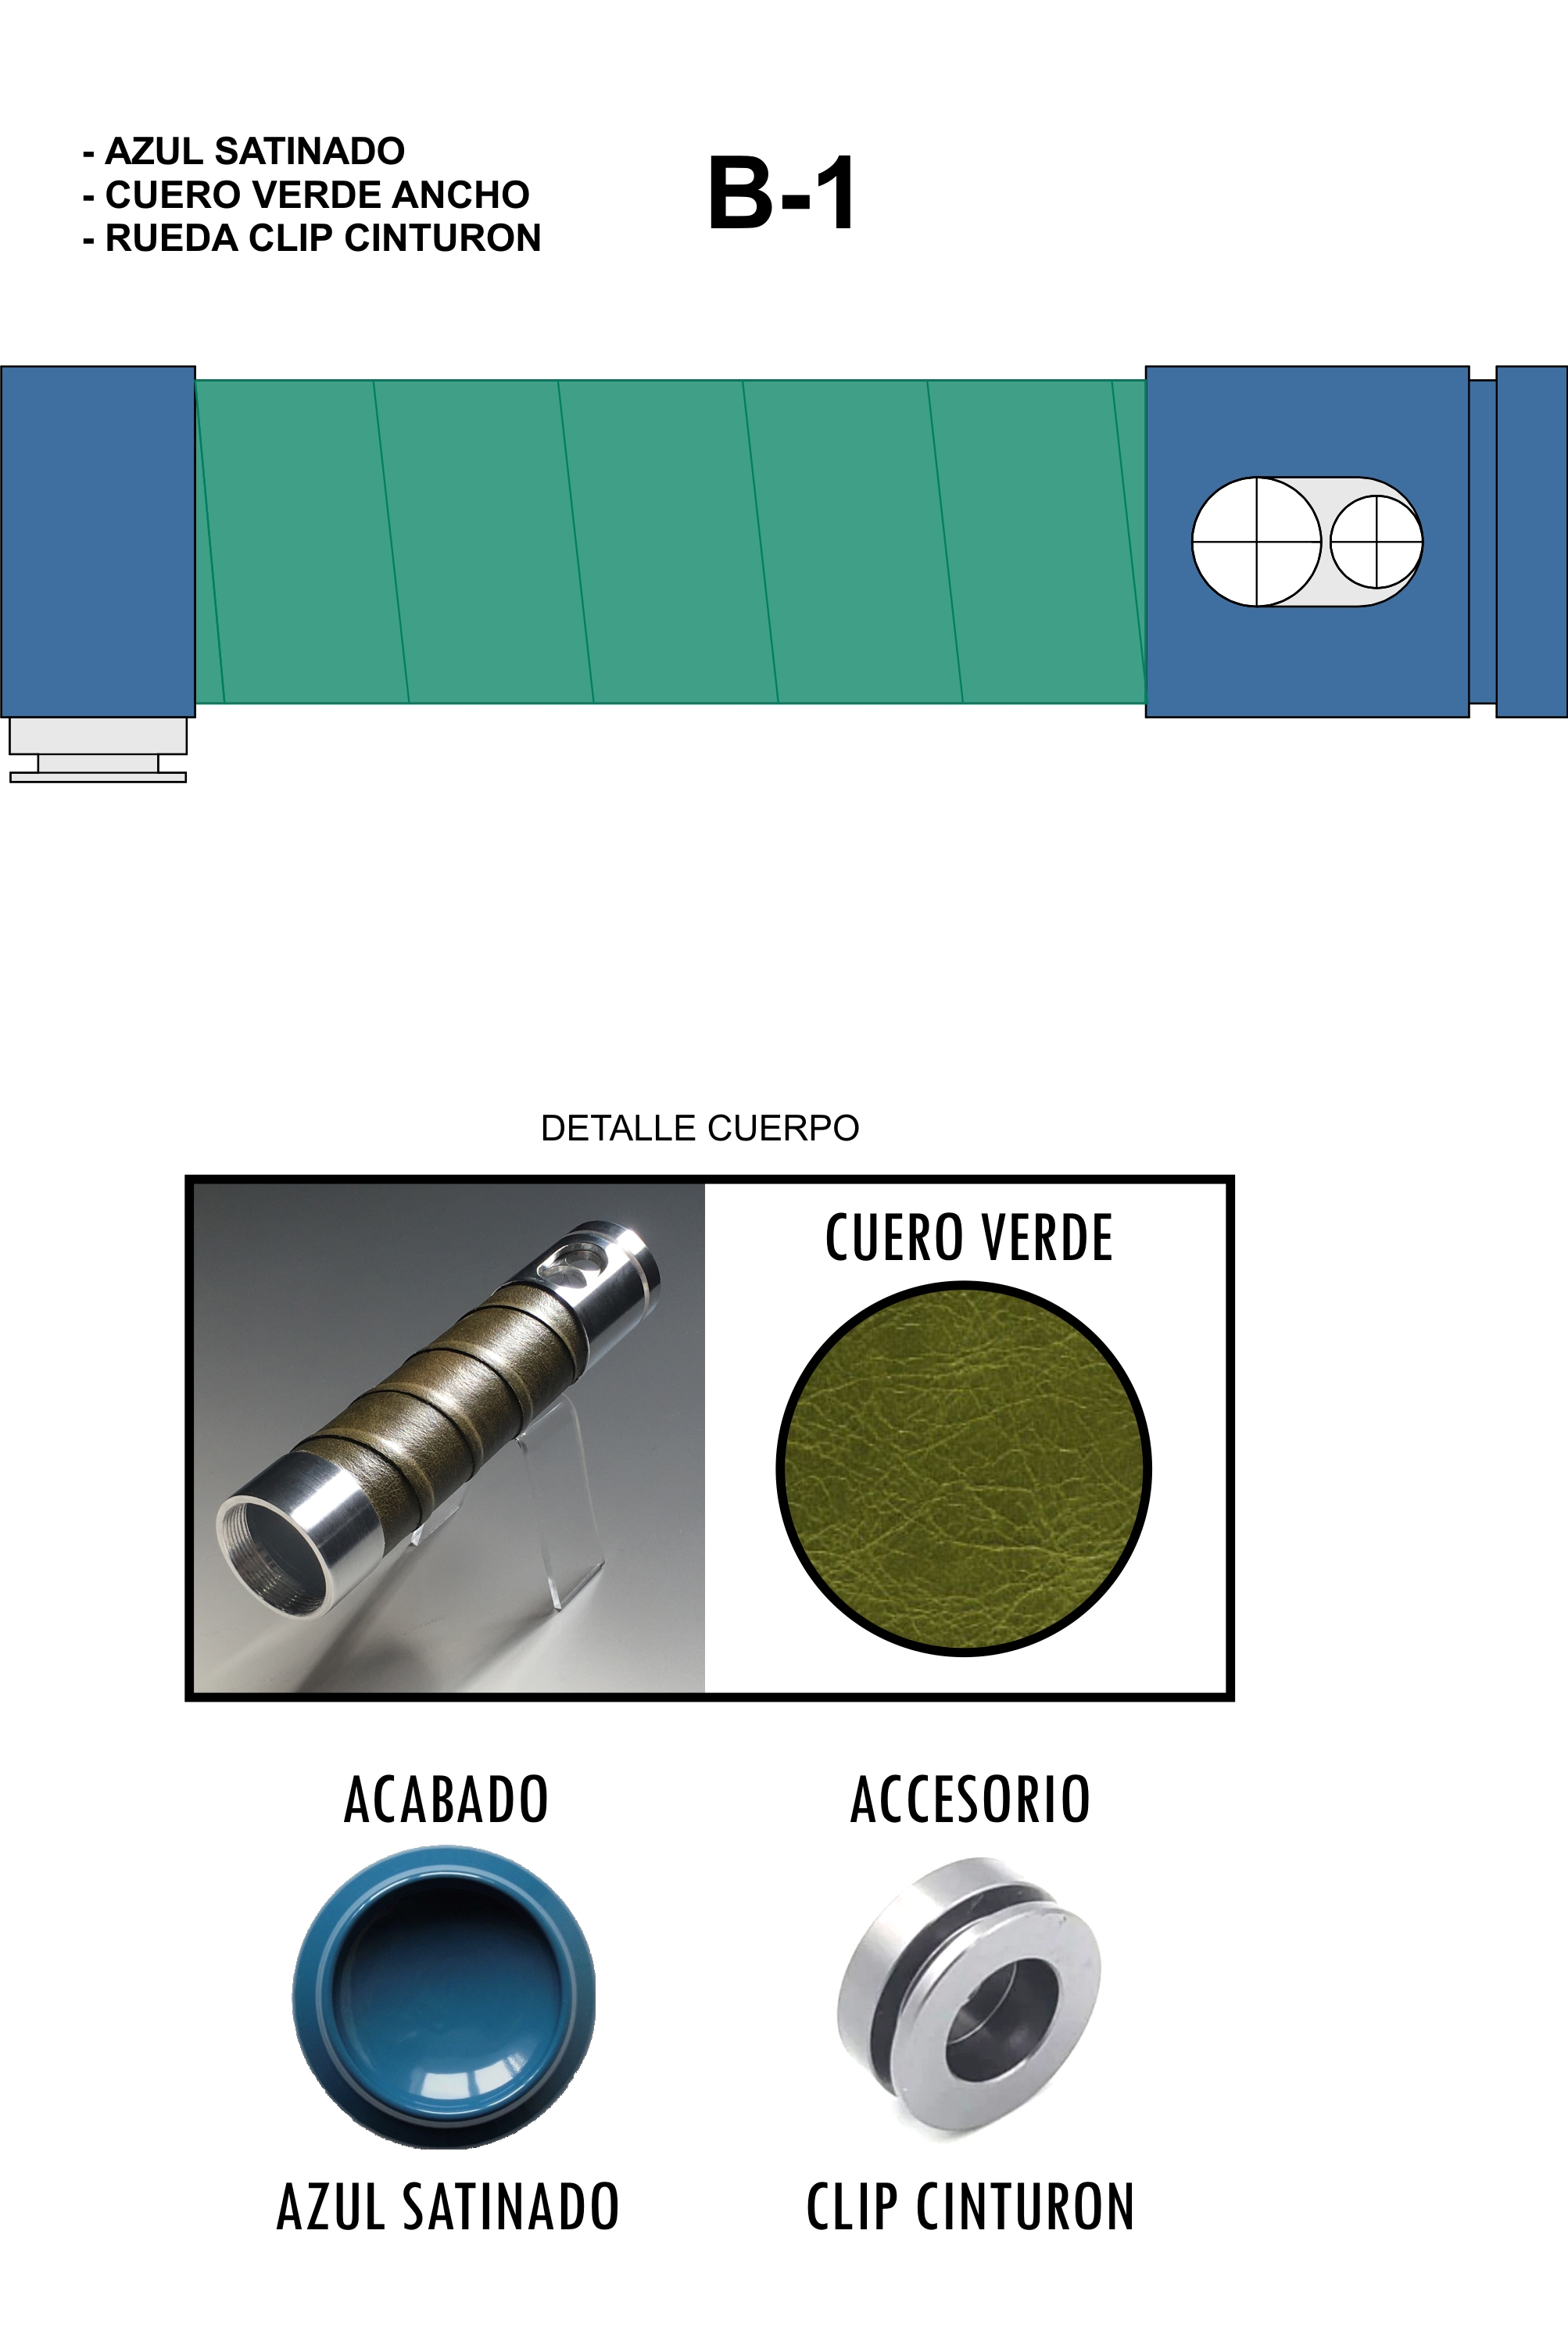 - AZUL SATINADO
- CUERO VERDE ANCHO
- RUEDA CLIP CINTURON
B-1
DETALLE CUERPO
CUERO VERDE
ACABADO
ACCESORIO
AZUL SATINADO
CLIP CINTURON